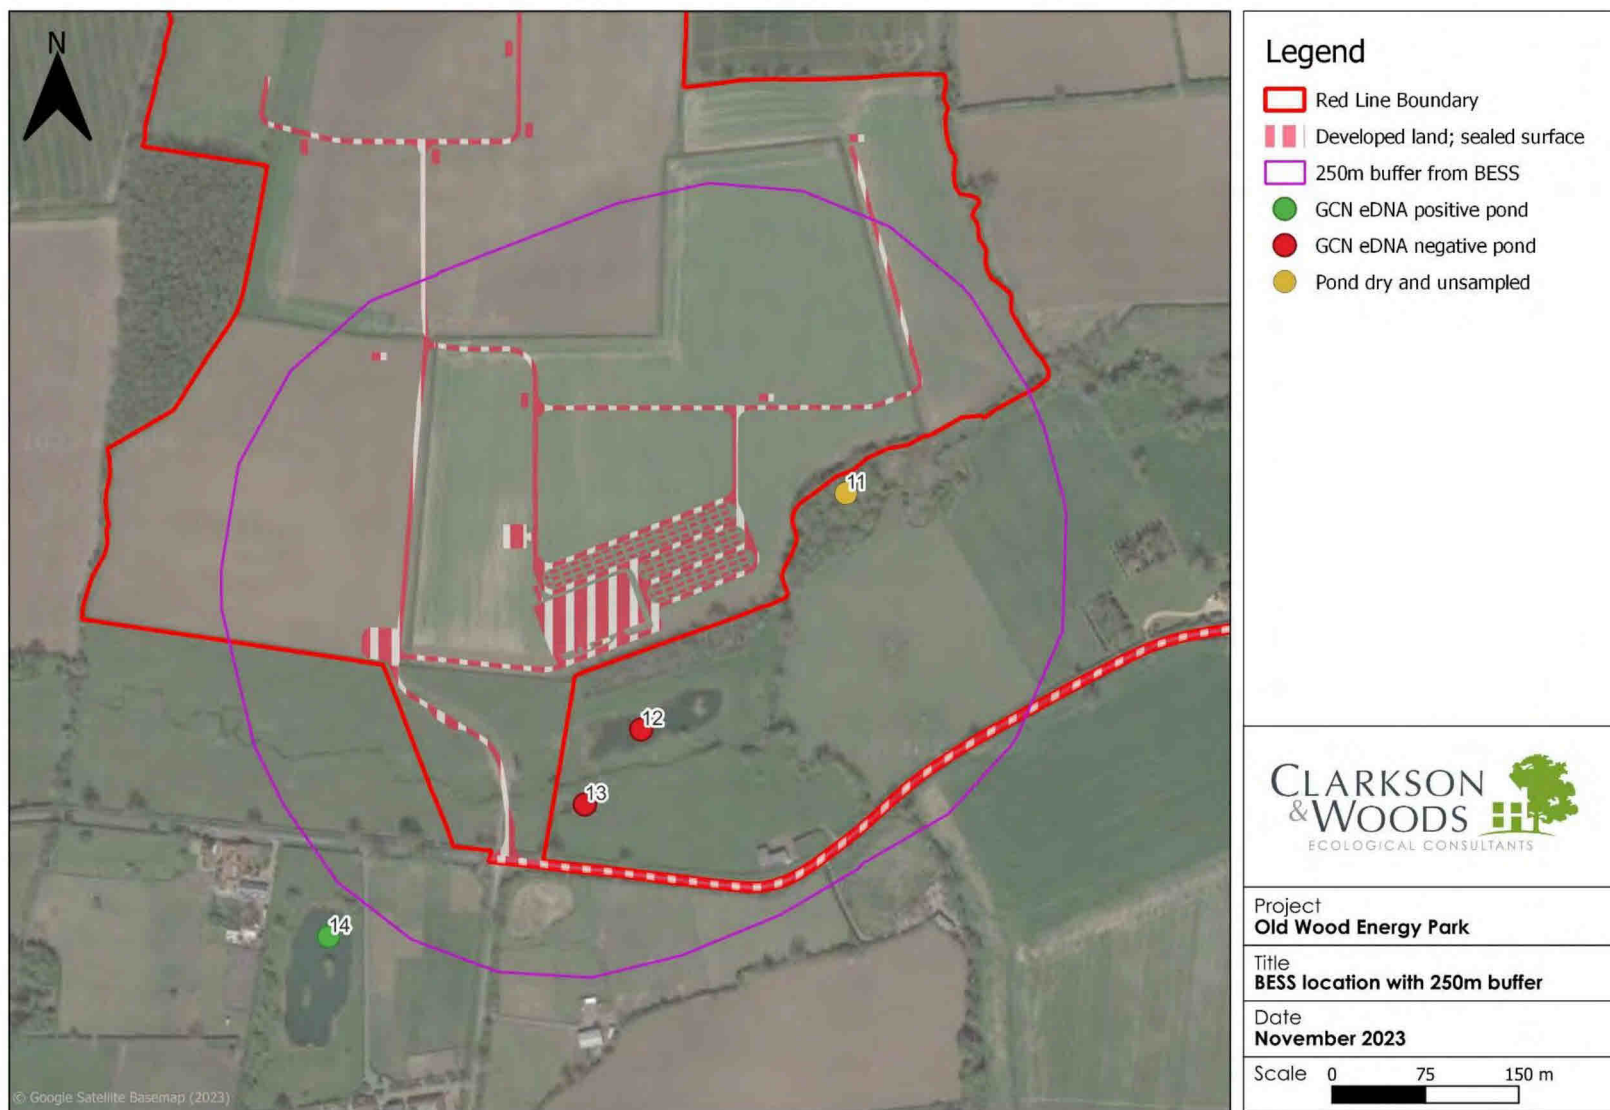 N
11
12
13
14
© Google Satellite Basemap (2023)
Legend
Red Line Boundary
Developed land; sealed surface
250m buffer from BESS
GCN eDNA positive pond
GCN eDNA negative pond
Pond dry and unsampled
CLARKSON
& WOODS
ECOLOGICAL CONSULTANTS
Project
Old Wood Energy Park
Title
BESS location with 250m buffer
Date
November 2023
Scale 0 75 150 m